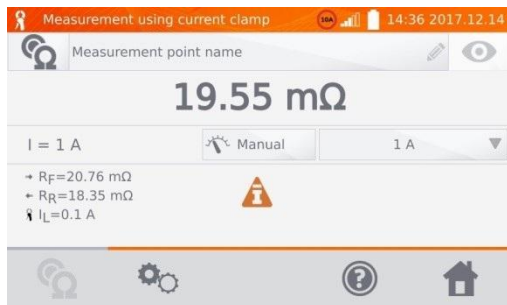 Measurement using current clamp 10A 14:36 2017.12.14
Measurement point name
19.55 mΩ
I = 1 A Manual 1 A
→ RF=20.76 mΩ
← RR=18.35 mΩ
IL=0.1 A